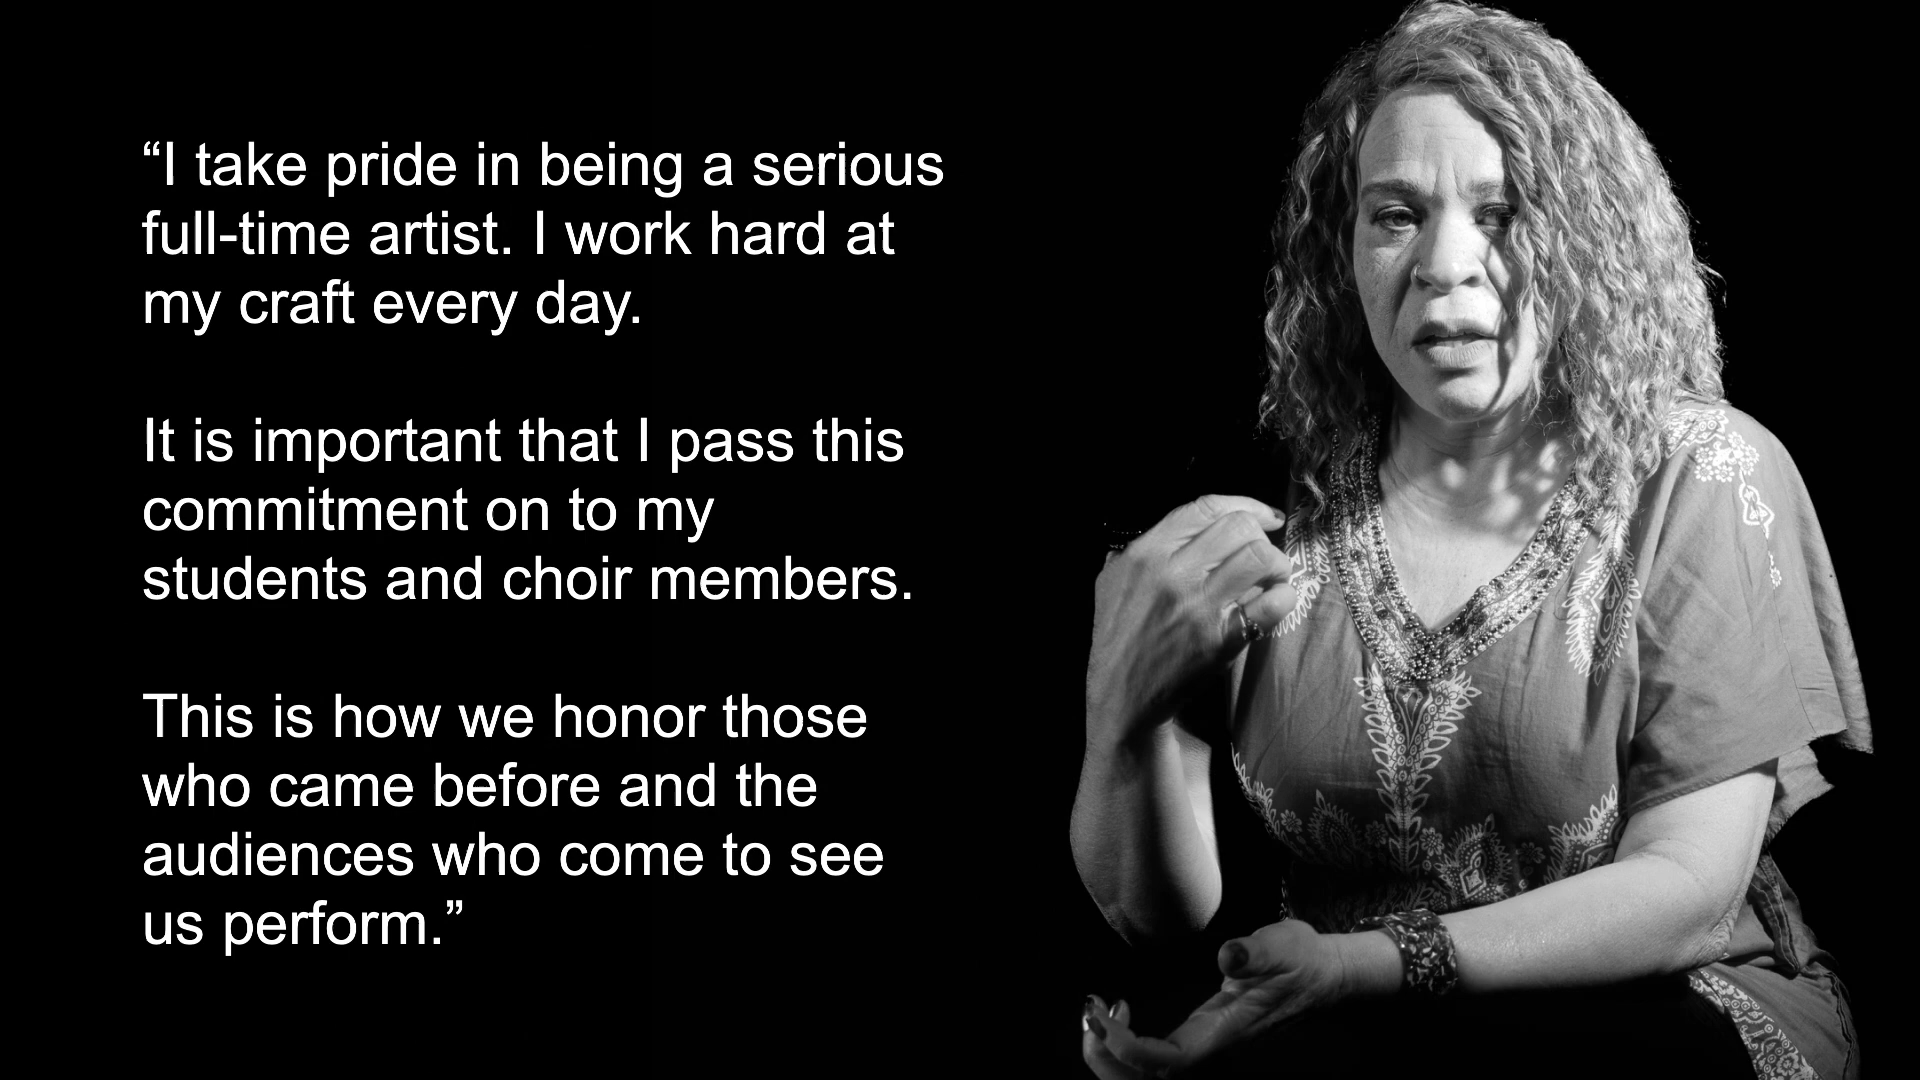 “I take pride in being a serious
full-time artist. I work hard at
my craft every day.
It is important that I pass this
commitment on to my
students and choir members.
This is how we honor those
who came before and the
audiences who come to see
us perform.”